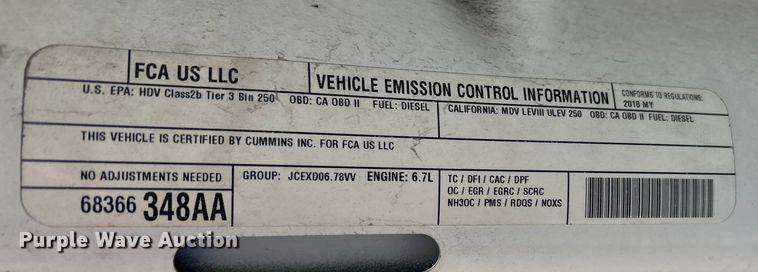 FCA US LLC
VEHICLE EMISSION CONTROL INFORMATION
CONFORMS TO REGULATIONS:
2018 MY
U.S. EPA: HDV Class2b Tier 3 Bin 250 OBD: CA OBD II FUEL: DIESEL
CALIFORNIA: MDV LEVIII ULEV 250 OBD: CA OBD II FUEL: DIESEL
THIS VEHICLE IS CERTIFIED BY CUMMINS INC. FOR FCA US LLC
NO ADJUSTMENTS NEEDED
68366 348AA
GROUP: JCEXD06.78VV ENGINE: 6.7L
TC / DFI / CAC / DPF
OC / EGR / EGRC / SCRC
NH3OC / PMS / RDQS / NOXS
Purple Wave Auction